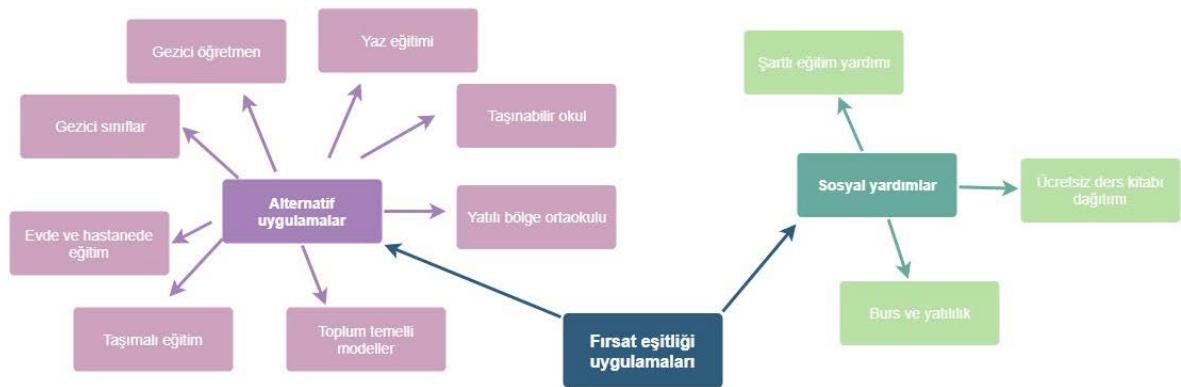 Gezici öğretmen
Yaz eğitimi
Şartlı eğitim yardımı
Gezici sınıflar
Taşınabilir okul
Alternatif
uygulamalar
Sosyal yardımlar
Ücretsiz ders kitabı
dağıtımı
Evde ve hastanede
eğitim
Yatılı bölge ortaokulu
Taşımalı eğitim
Toplum temelli
modeller
Fırsat eşitliği
uygulamaları
Burs ve yatılılık